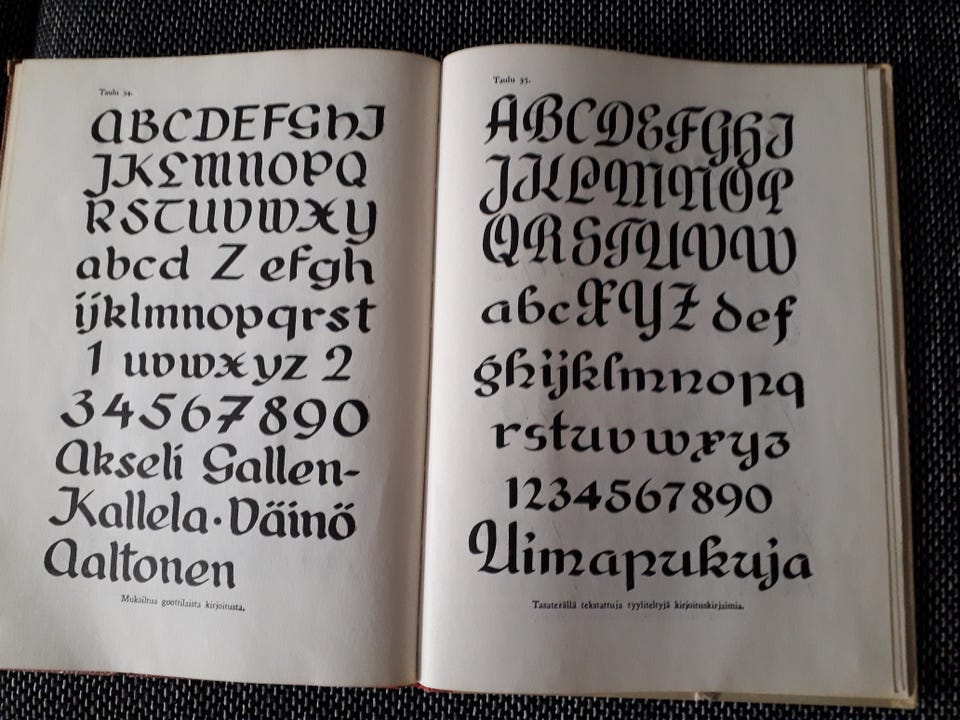 Taulu 34.
ABCDEFGhIJ
JKLMNOPQ
RSTUVWXY
abcd Z efgh
ijklmnopqrst
1 uvwxyz 2
34567890
Akseli Gallen-
Kallela·Väinö
Aaltonen
Mukailtua goottilaista kirjoitusta.
Taulu 35.
ABCDEFGHI
JKLMNOP
QRSTUVW
abcXYZ def
ghijklmnopq
rstuvwxyz
1234567890
Uimapukuja
Tasaterällä tekstattuja tyyliteltyjä kirjoituskirjaimia.